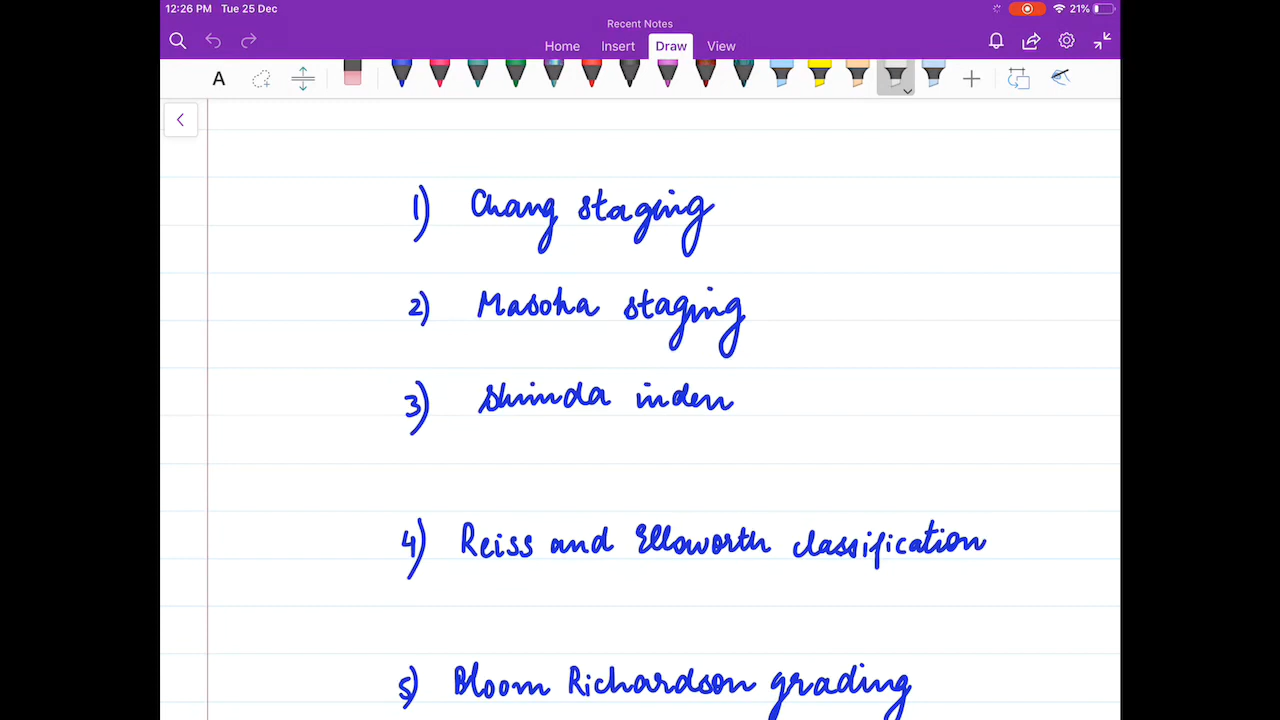 12:26 PM Tue 25 Dec
21%
Recent Notes
Home Insert Draw View
A
1) Chang staging
2) Masoha staging
3) Shimda inden
4) Reiss and Ellsworth classification
5) Bloom Richardson grading